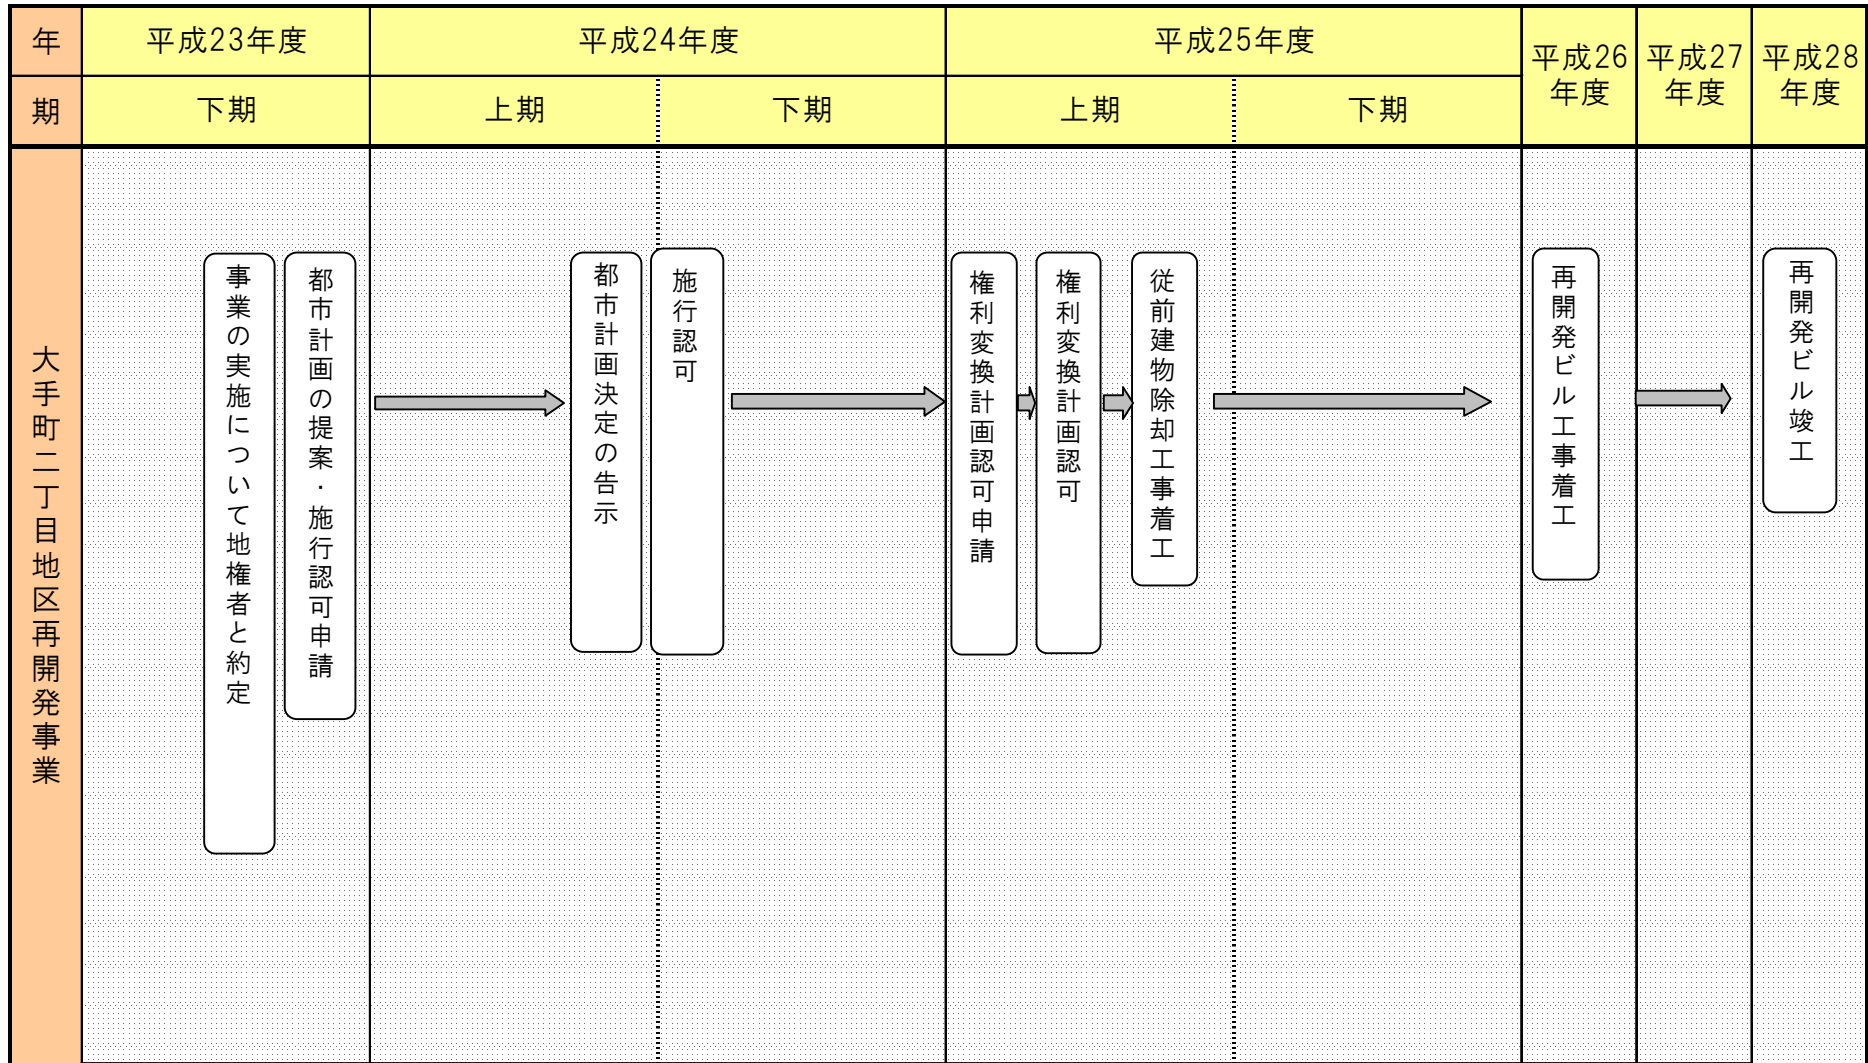 年
平成23年度
平成24年度
平成25年度
平成26
年度
平成27
年度
平成28
年度
期
下期
上期
下期
上期
下期
大手町二丁目地区再開発事業
事業の実施について地権者と約定
都市計画の提案・施行認可申請
都市計画決定の告示
施行認可
権利変換計画認可申請
権利変換計画認可
従前建物除却工事着工
再開発ビル工事着工
再開発ビル竣工